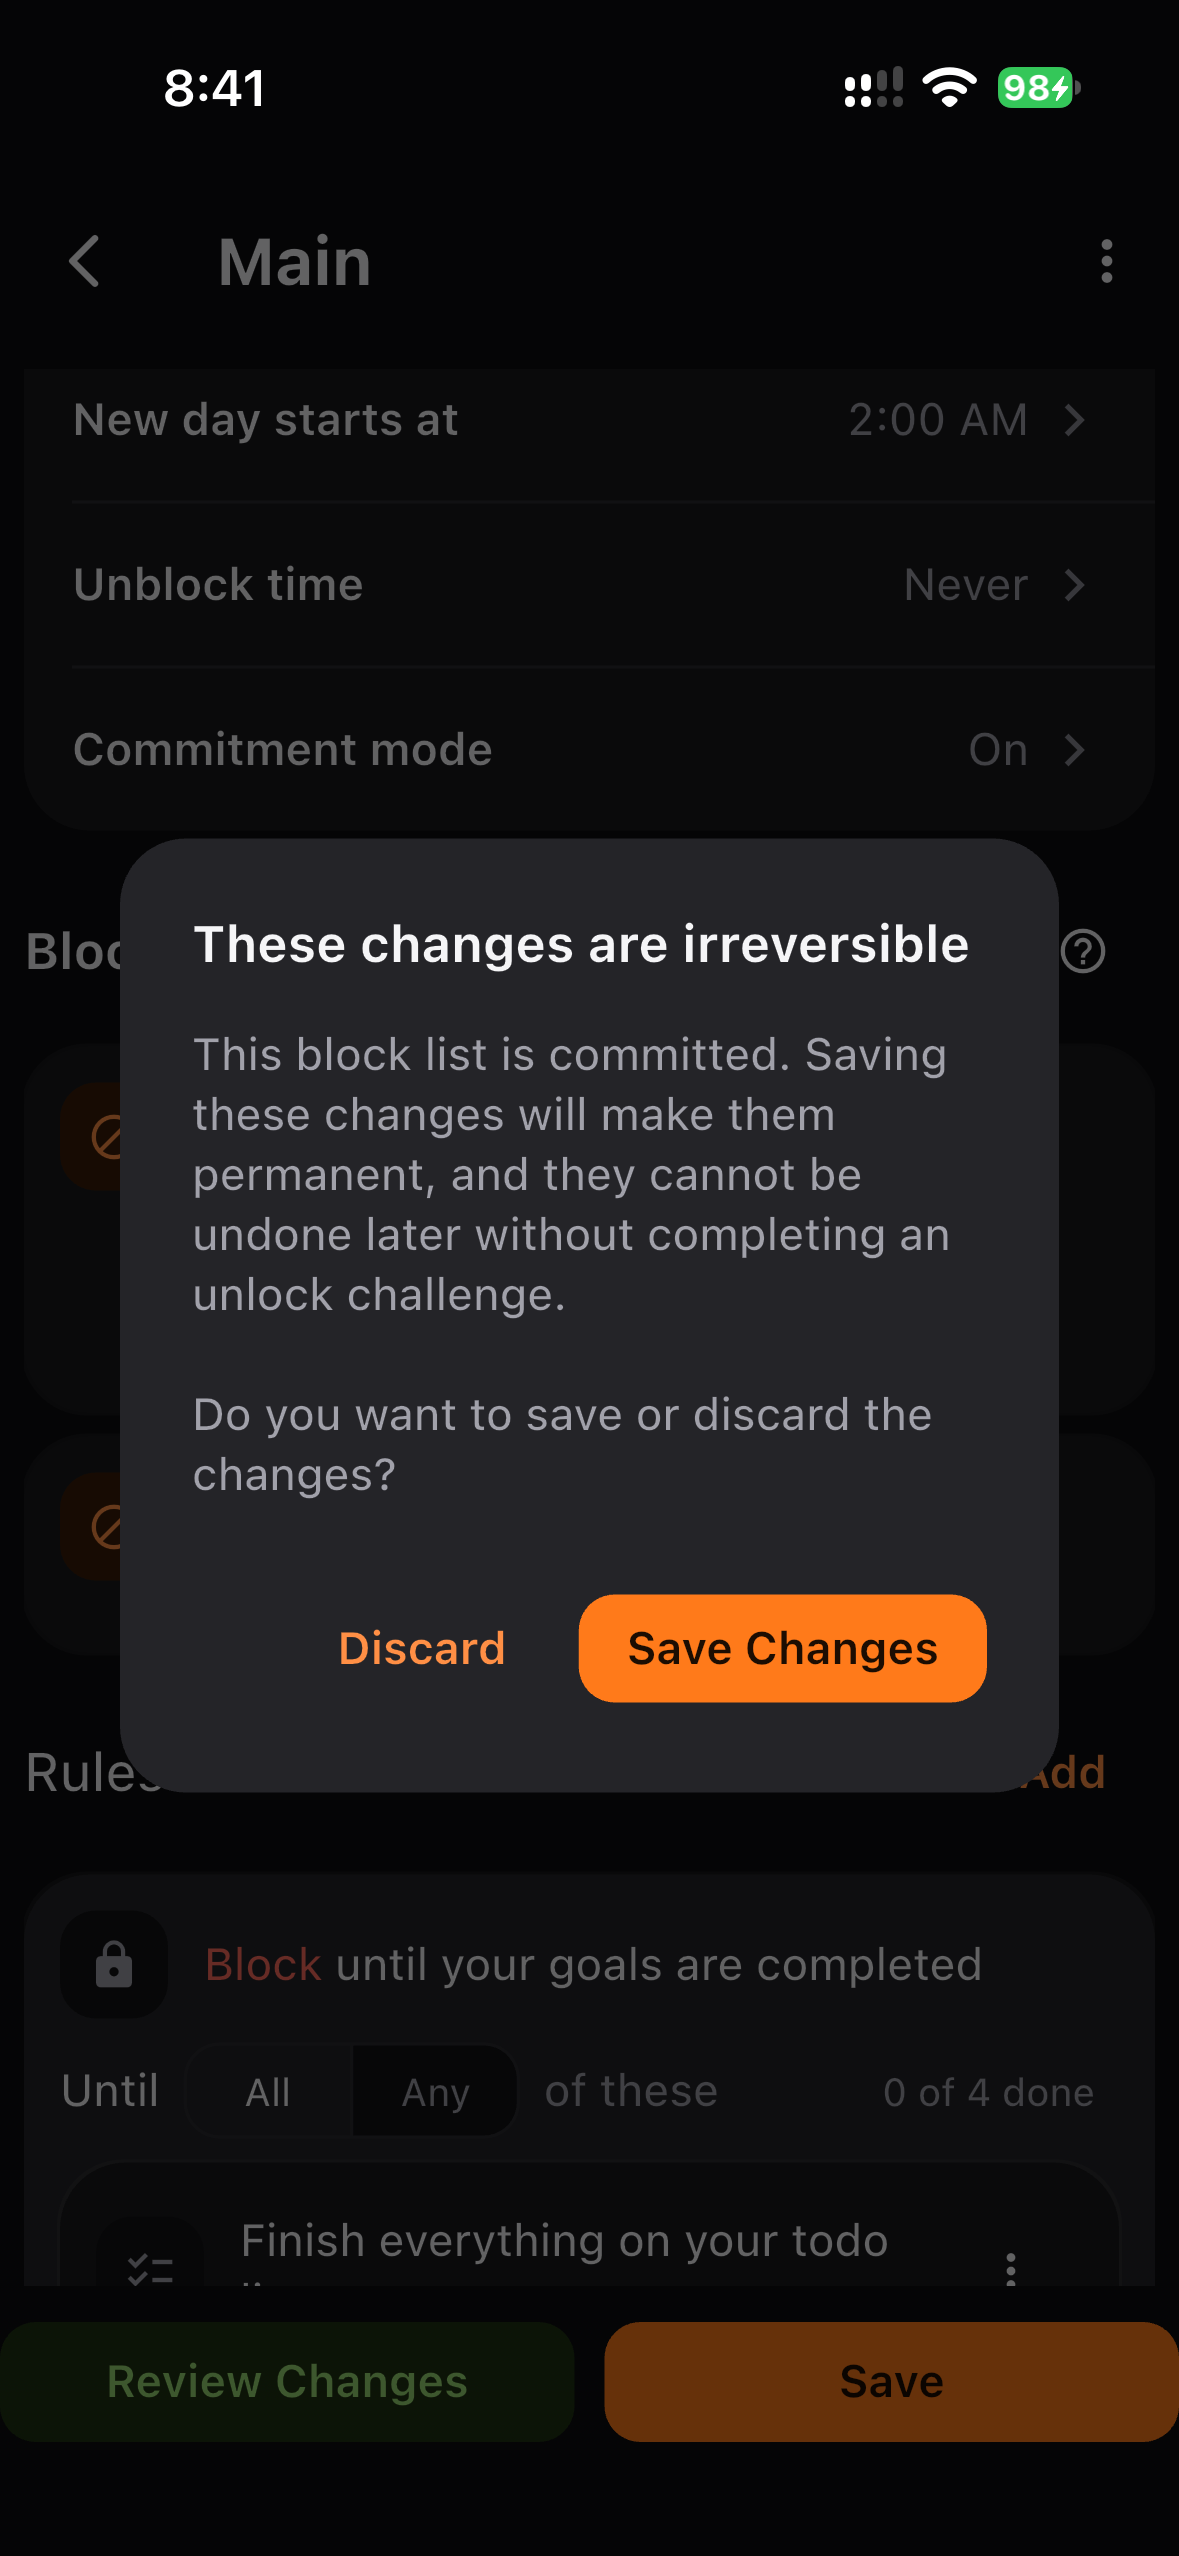 8:41
98
Main
New day starts at
2:00 AM
Unblock time
Never
Commitment mode
On
These changes are irreversible
This block list is committed. Saving
these changes will make them
permanent, and they cannot be
undone later without completing an
unlock challenge.
Do you want to save or discard the
changes?
Discard
Save Changes
Rules
Add
Block until your goals are completed
Until
All
Any
of these
0 of 4 done
Finish everything on your todo
Review Changes
Save